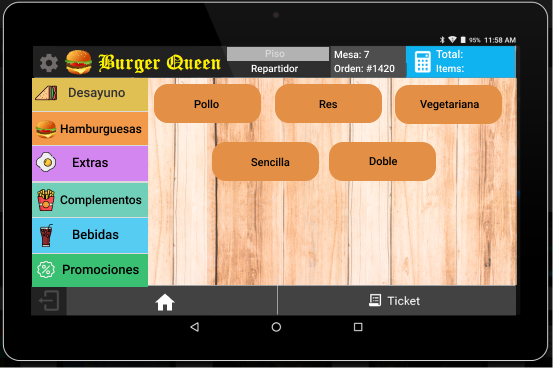 95% 11:58 AM
Burger Queen
Piso
Repartidor
Mesa: 7
Orden: #1420
Total:
Items:
Desayuno
Hamburguesas
Extras
Complementos
Bebidas
Promociones
Pollo
Res
Vegetariana
Sencilla
Doble
Ticket